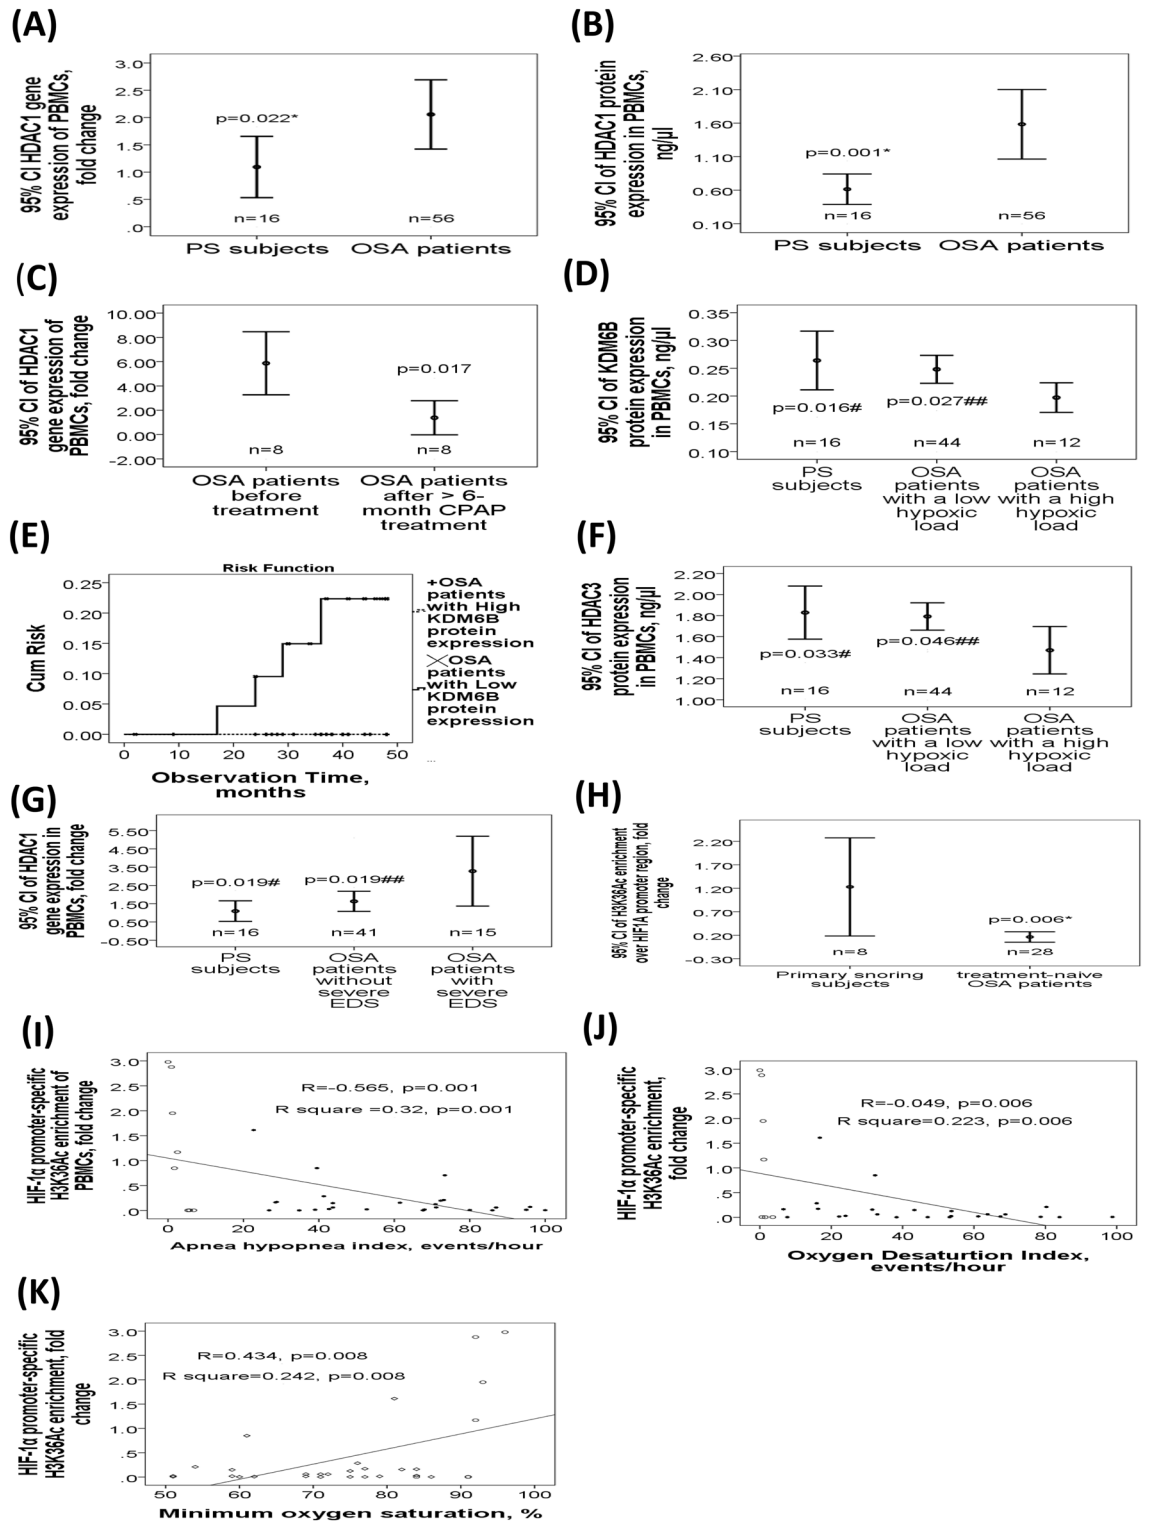 (A)
95% CI HDAC1 gene
expression of PBMCs,
fold change
3.0
2.5
2.0
1.5
1.0
.5
.0
p=0.022*
n=16
n=56
PS subjects
OSA patients
(B)
95% CI of HDAC1 protein
expression in PBMCs,
ng/µl
2.60
2.10
1.60
1.10
0.60
0.10
p=0.001*
n=16
n=56
PS subjects
OSA patients
(C)
95% CI of HDAC1
gene expression of
PBMCs, fold change
10.00
8.00
6.00
4.00
2.00
0.00
-2.00
p=0.017
n=8
n=8
OSA patients
before
treatment
OSA patients
after > 6-
month CPAP
treatment
(D)
95% CI of KDM6B
protein expression
in PBMCs, ng/µl
0.35
0.30
0.25
0.20
0.15
0.10
p=0.016#
p=0.027##
n=16
n=44
n=12
PS
subjects
OSA
patients
with a low
hypoxic
load
OSA
patients
with a high
hypoxic
load
(E)
Risk Function
Cum Risk
0.25
0.20
0.15
0.10
0.05
0.00
0
10
20
30
40
50
Observation Time,
months
+OSA
patients
with High
KDM6B
protein
expression
OSA
patients
with Low
KDM6B
protein
expression
...
(F)
95% CI of HDAC3
protein expression
in PBMCs, ng/µl
2.20
2.00
1.80
1.60
1.40
1.20
1.00
p=0.033#
p=0.046##
n=16
n=44
n=12
PS
subjects
OSA
patients
with a low
hypoxic
load
OSA
patients
with a high
hypoxic
load
(G)
95% CI of HDAC1
gene expression in
PBMCs, fold change
5.50
4.50
3.50
2.50
1.50
0.50
-0.50
p=0.019#
p=0.019##
n=16
n=41
n=15
PS
subjects
OSA
patients
without
severe
EDS
OSA
patients
with
severe
EDS
(H)
95% CI of H3K36Ac enrichment
over HIF1A promoter region, fold
change
2.20
1.70
1.20
0.70
0.20
-0.30
p=0.006*
n=8
n=28
Primary snoring
subjects
treatment-naive
OSA patients
(I)
HIF-1α promoter-specific
H3K36Ac enrichment of
PBMCs, fold change
3.0
2.5
2.0
1.5
1.0
.5
.0
R=-0.565, p=0.001
R square =0.32, p=0.001
0
20
40
60
80
100
Apnea hypopnea index, events/hour
(J)
HIF-1α promoter-specific
H3K36Ac enrichment,
fold change
3.0
2.5
2.0
1.5
1.0
.5
.0
R=-0.049, p=0.006
R square=0.223, p=0.006
0
20
40
60
80
100
Oxygen Desaturtion Index,
events/hour
(K)
HIF-1α promoter-specific
H3K36Ac enrichment, fold
change
3.0
2.5
2.0
1.5
1.0
.5
.0
R=0.434, p=0.008
R square=0.242, p=0.008
50
60
70
80
90
100
Minimum oxygen saturation, %